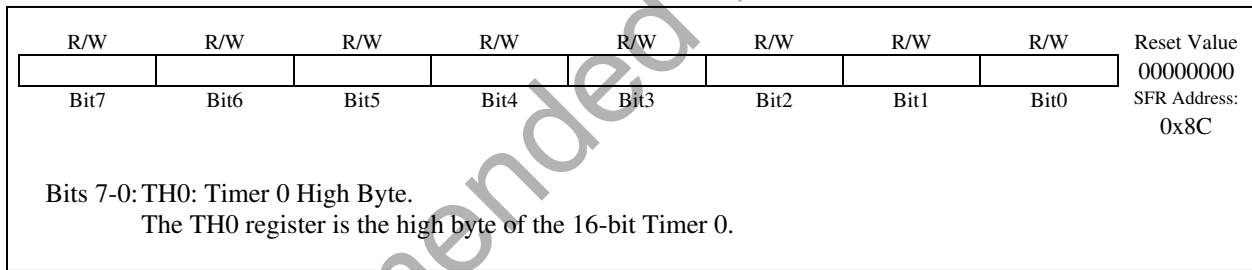 R/W R/W R/W R/W R/W R/W R/W R/W Reset Value
00000000
Bit7 Bit6 Bit5 Bit4 Bit3 Bit2 Bit1 Bit0 SFR Address:
0x8C
Bits 7-0: TH0: Timer 0 High Byte.
The TH0 register is the high byte of the 16-bit Timer 0.
mended